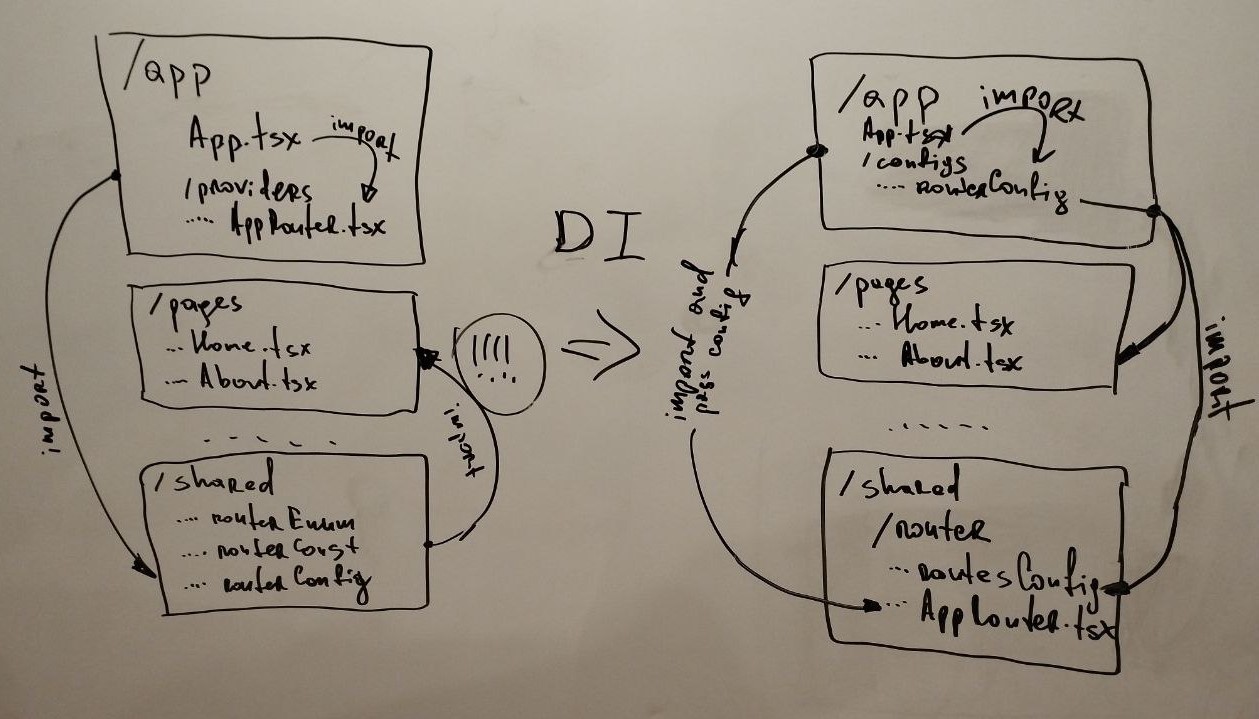 /app
App.tsx
import
/providers
.... AppRouter.tsx
import
/pages
... Home.tsx
... About.tsx
!!!!
import
......
/shared
.... routerEnum
.... routerConst
.... routerConfig
DI
=>
/app
import
App.tsx
/configs
.... routerConfig
import and
pass config
/pages
... Home.tsx
... About.tsx
import
......
/shared
/router
... routesConfig
... AppRouter.tsx